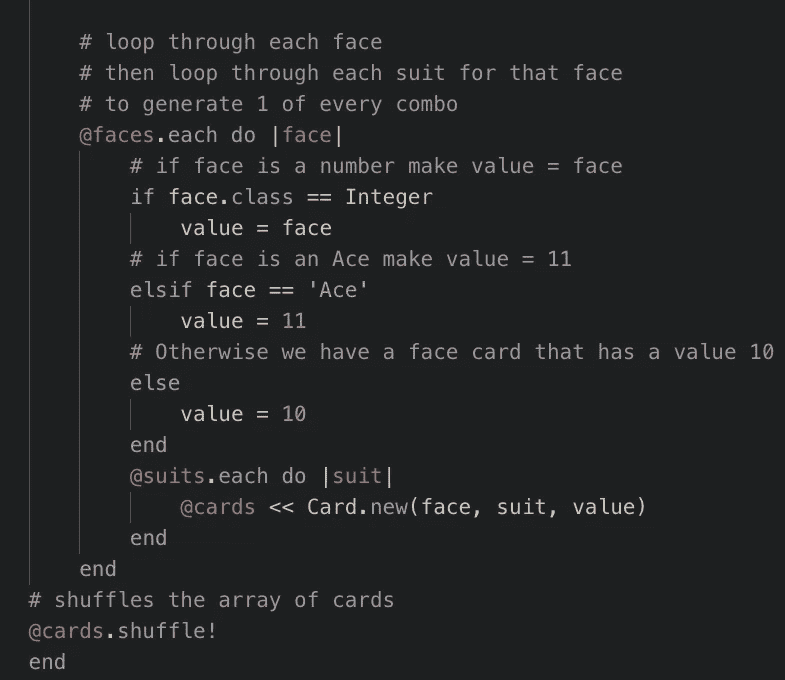 # loop through each face
# then loop through each suit for that face
# to generate 1 of every combo
@faces.each do |face|
# if face is a number make value = face
if face.class == Integer
value = face
# if face is an Ace make value = 11
elsif face == 'Ace'
value = 11
# Otherwise we have a face card that has a value 10
else
value = 10
end
@suits.each do |suit|
@cards << Card.new(face, suit, value)
end
end
# shuffles the array of cards
@cards.shuffle!
end